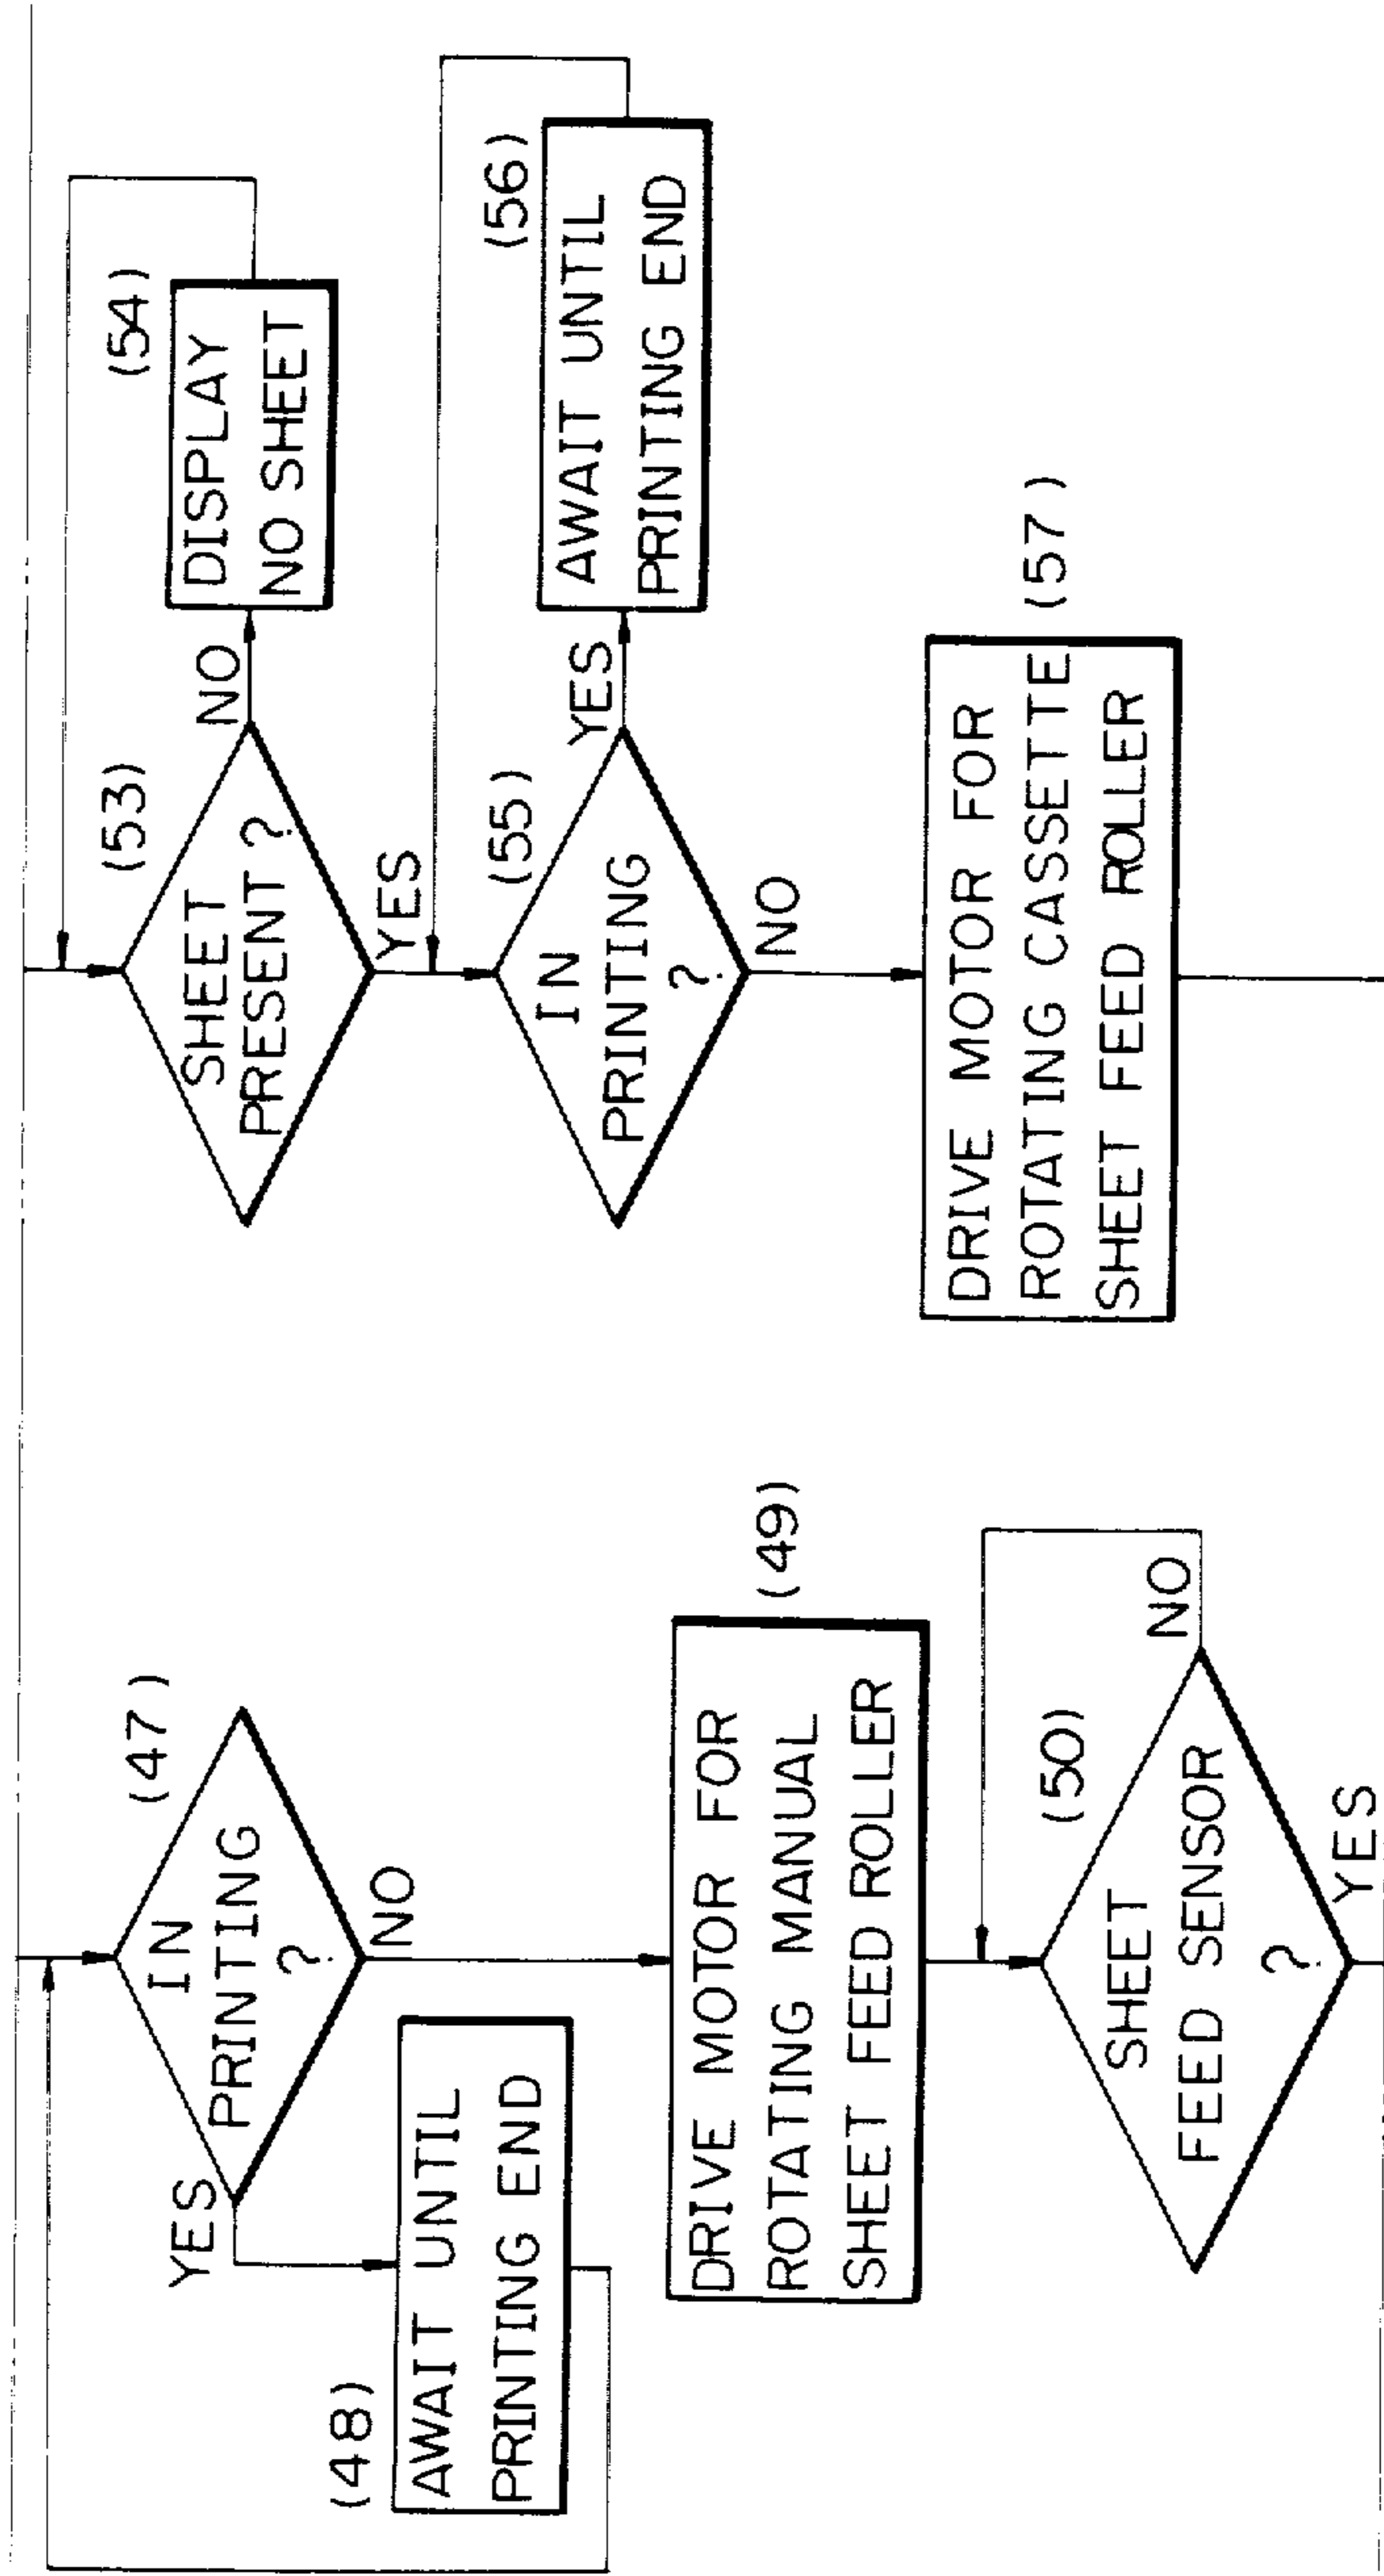 (47)
IN
PRINTING
?
YES
NO
(48)
AWAIT UNTIL
PRINTING END
(49)
DRIVE MOTOR FOR
ROTATING MANUAL
SHEET FEED ROLLER
(50)
SHEET
FEED SENSOR
?
NO
YES
(53)
SHEET
PRESENT ?
NO
YES
(54)
DISPLAY
NO SHEET
(55)
IN
PRINTING
?
YES
NO
(56)
AWAIT UNTIL
PRINTING END
(57)
DRIVE MOTOR FOR
ROTATING CASSETTE
SHEET FEED ROLLER